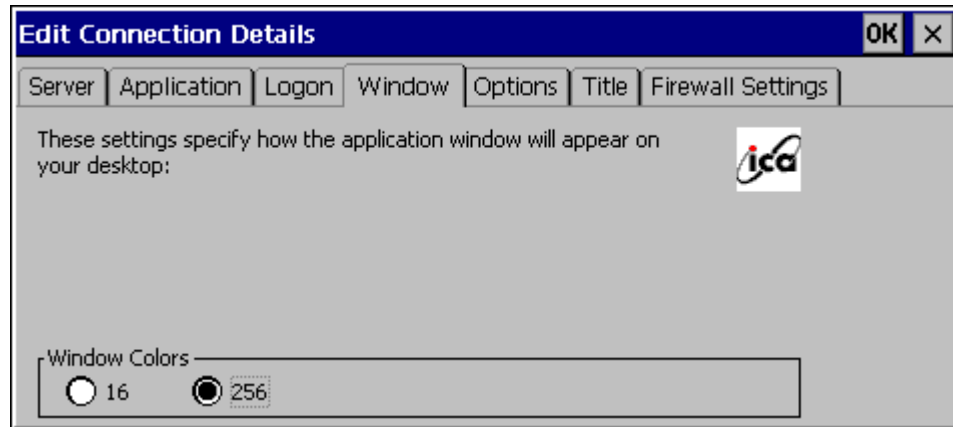 Edit Connection Details OK ×
Server Application Logon Window Options Title Firewall Settings
These settings specify how the application window will appear on
your desktop:
ica
Window Colors
16 256